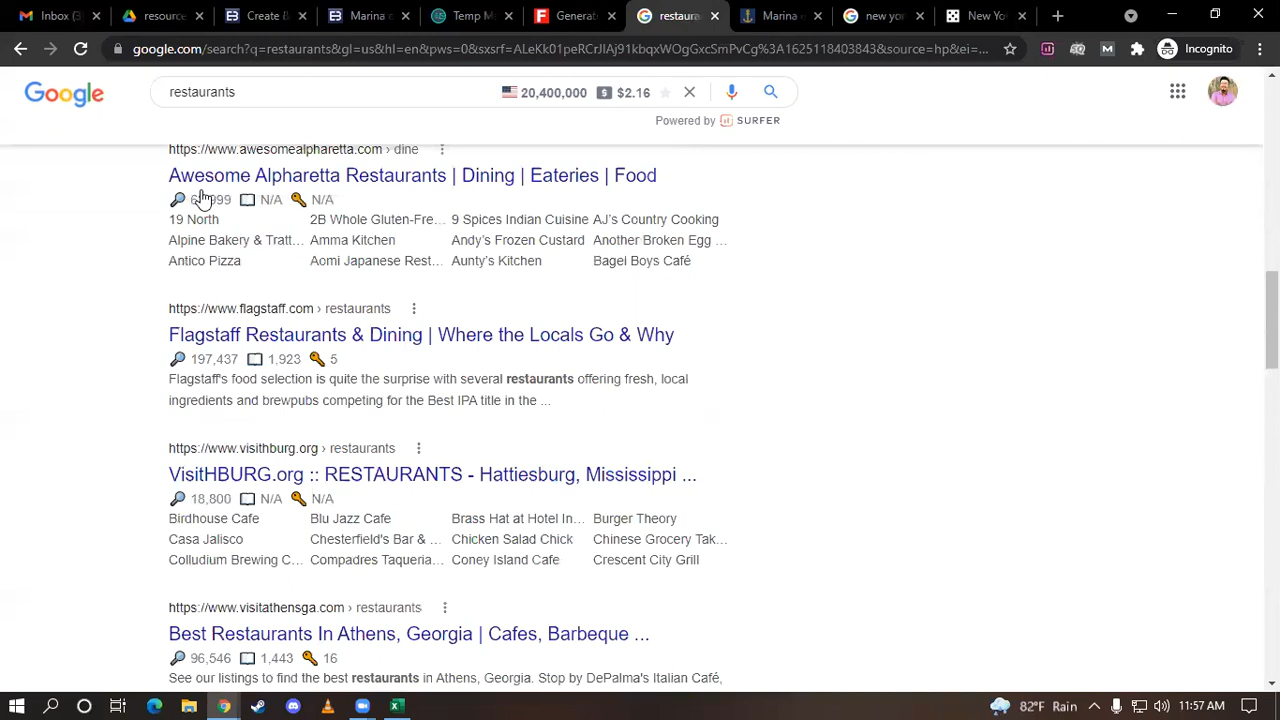 Inbox (3
resource
Create &
Marina e
Temp M
Generat
restaura
Marina
new yor
New Yo
google.com/search?q=restaurants&gl=us&hl=en&pws=0&sxsrf=ALeKk01peRCrJIAj91kbqxWOgGxcSmPvCg%3A1625118403843&source=hp&ei=...
Incognito
Google
restaurants
20,400,000
$2.16
Powered by SURFER
https://www.awesomealpharetta.com › dine
Awesome Alpharetta Restaurants | Dining | Eateries | Food
N/A N/A
19 North 2B Whole Gluten-Fre... 9 Spices Indian Cuisine AJ's Country Cooking
Alpine Bakery & Tratt... Amma Kitchen Andy's Frozen Custard Another Broken Egg ...
Antico Pizza Aomi Japanese Rest... Aunty's Kitchen Bagel Boys Café
https://www.flagstaff.com › restaurants
Flagstaff Restaurants & Dining | Where the Locals Go & Why
197,437 1,923 5
Flagstaff's food selection is quite the surprise with several restaurants offering fresh, local
ingredients and brewpubs competing for the Best IPA title in the ...
https://www.visithburg.org › restaurants
VisitHBURG.org :: RESTAURANTS - Hattiesburg, Mississippi ...
18,800 N/A N/A
Birdhouse Cafe Blu Jazz Cafe Brass Hat at Hotel In... Burger Theory
Casa Jalisco Chesterfield's Bar & ... Chicken Salad Chick Chinese Grocery Tak...
Colludium Brewing C... Compadres Taqueria... Coney Island Cafe Crescent City Grill
https://www.visitathensga.com › restaurants
Best Restaurants In Athens, Georgia | Cafes, Barbeque ...
96,546 1,443 16
See our listings to find the best restaurants in Athens, Georgia. Stop by DePalma's Italian Café,
82°F Rain
11:57 AM